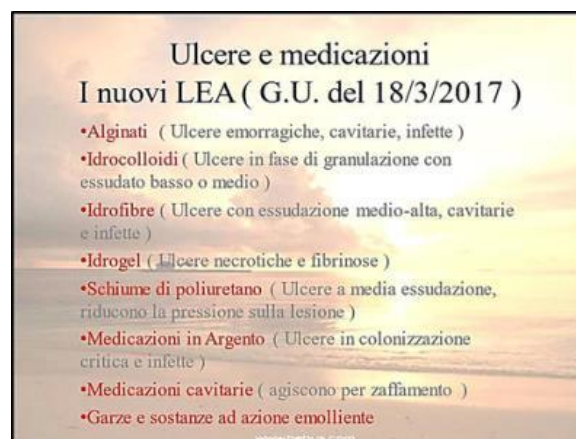 Ulcere e medicazioni
I nuovi LEA ( G.U. del 18/3/2017 )
•Alginati ( Ulcere emorragiche, cavitarie, infette )
•Idrocolloidi ( Ulcere in fase di granulazione con
essudato basso o medio )
•Idrofibre ( Ulcere con essudazione medio-alta, cavitarie
e infette )
•Idrogel ( Ulcere necrotiche e fibrinose )
•Schiume di poliuretano ( Ulcere a media essudazione,
riducono la pressione sulla lesione )
•Medicazioni in Argento ( Ulcere in colonizzazione
critica e infette )
•Medicazioni cavitarie ( agiscono per zaffamento )
•Garze e sostanze ad azione emolliente